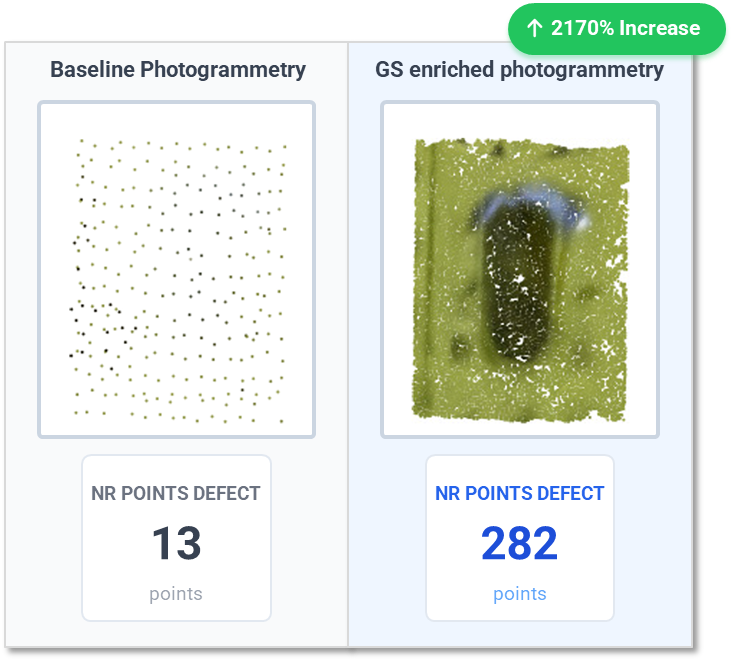 ↑ 2170% Increase
Baseline Photogrammetry
GS enriched photogrammetry
NR POINTS DEFECT
13
points
NR POINTS DEFECT
282
points